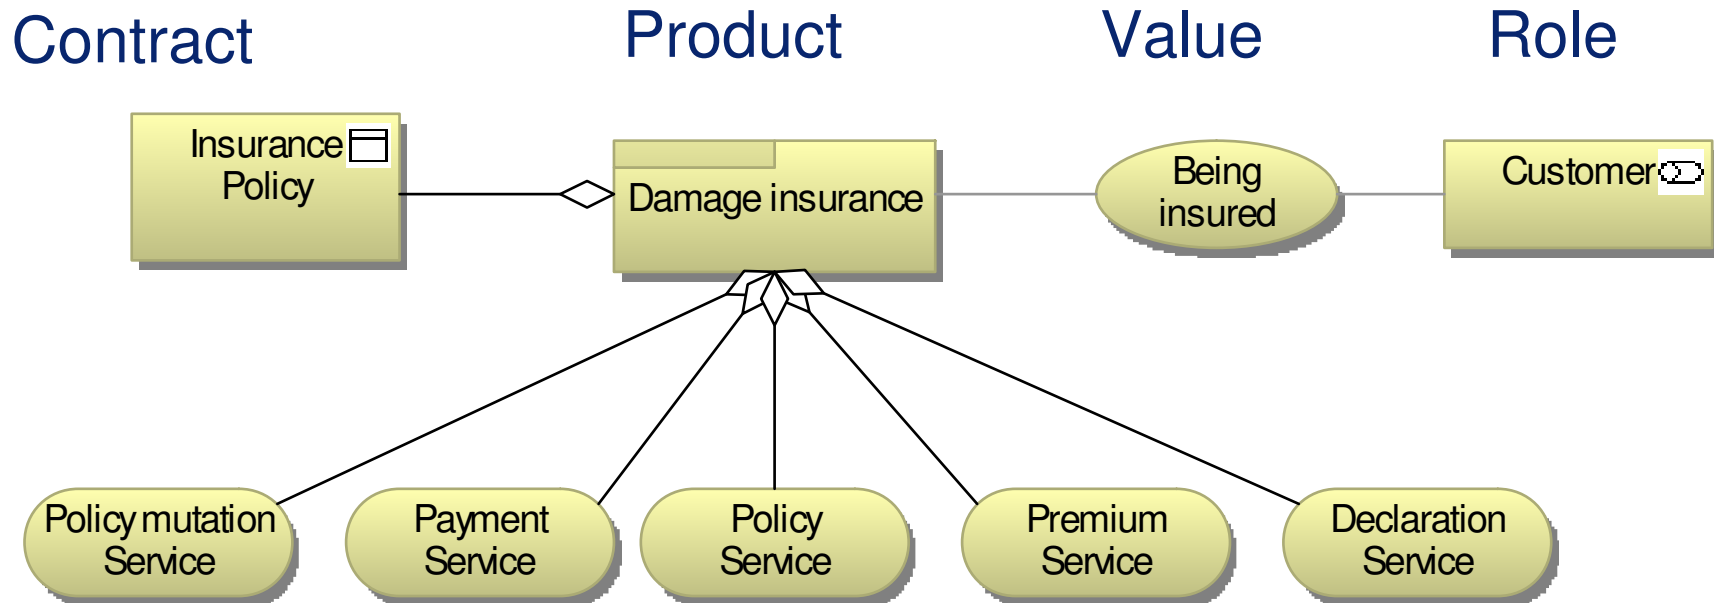 Contract
Product
Value
Role
Insurance
Policy
Damage insurance
Being
insured
Customer
Policy mutation
Service
Payment
Service
Policy
Service
Premium
Service
Declaration
Service